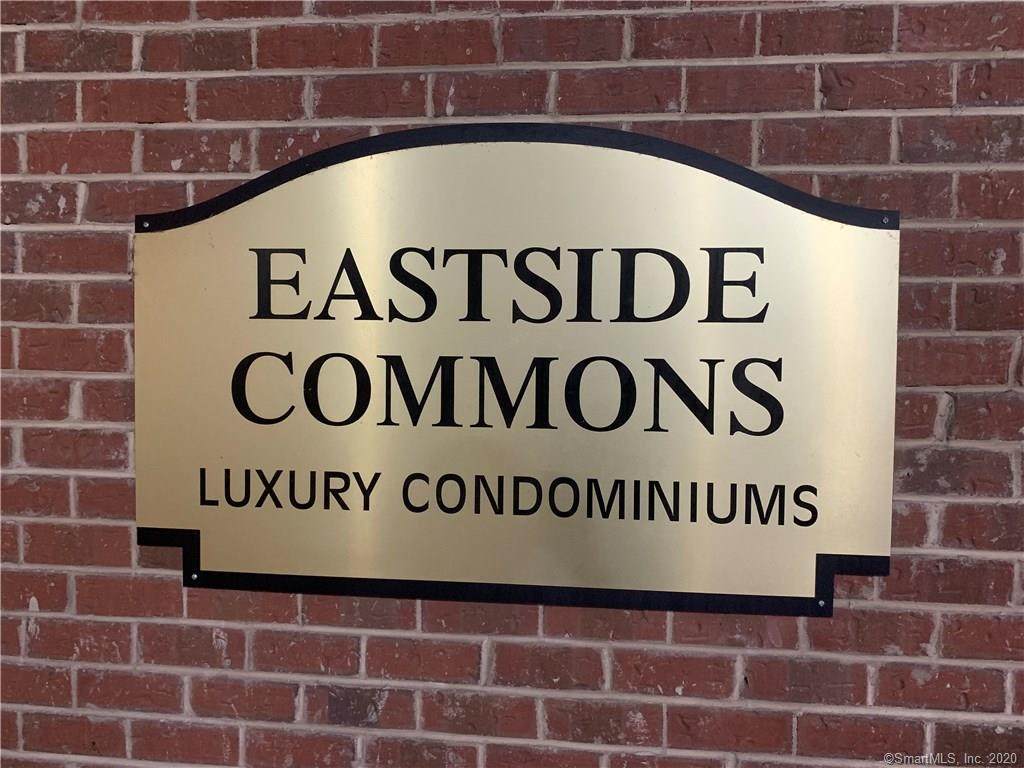 EASTSIDE
COMMONS
LUXURY CONDOMINIUMS
©SmartMLS, Inc. 2020